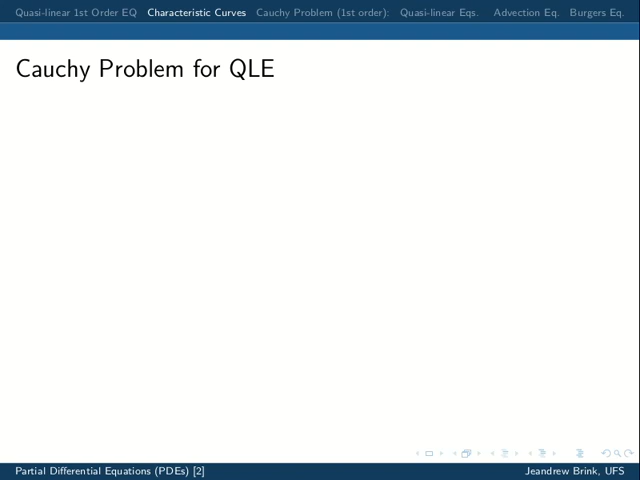 Quasi-linear 1st Order EQ Characteristic Curves Cauchy Problem (1st order): Quasi-linear Eqs. Advection Eq. Burgers Eq.
Cauchy Problem for QLE
Partial Differential Equations (PDEs) [2] Jeandrew Brink, UFS